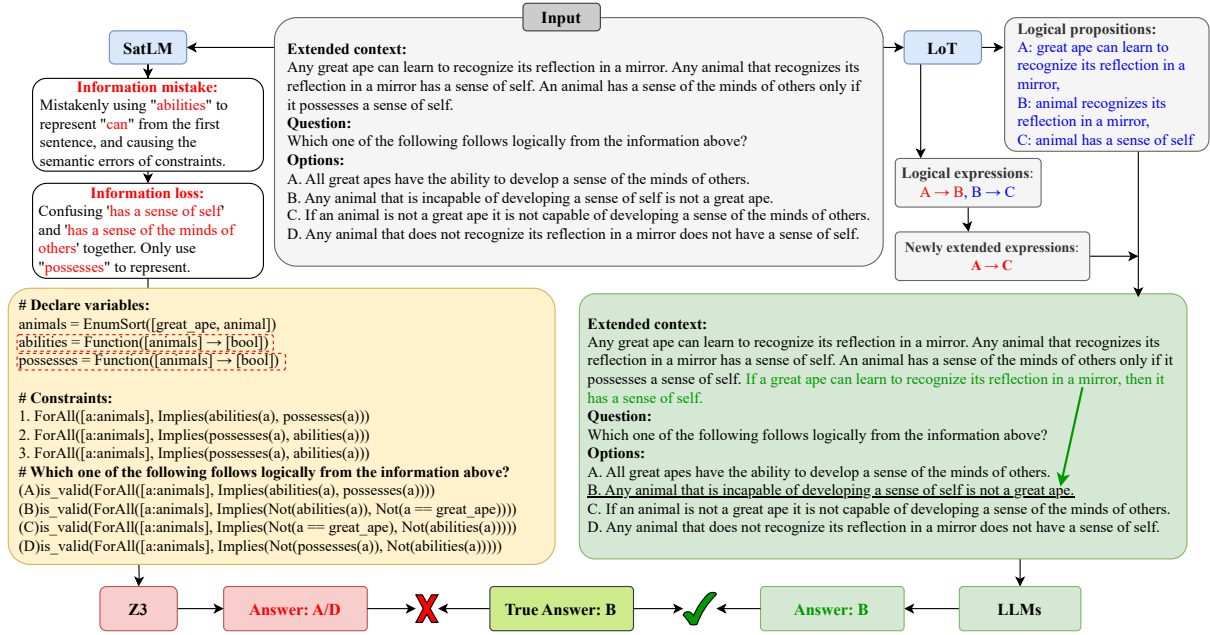 Input
SatLM
Information mistake:
Mistakenly using "abilities" to
represent "can" from the first
sentence, and causing the
semantic errors of constraints.
Information loss:
Confusing 'has a sense of self'
and 'has a sense of the minds of
others' together. Only use
"possesses" to represent.
Extended context:
Any great ape can learn to recognize its reflection in a mirror. Any animal that recognizes its
reflection in a mirror has a sense of self. An animal has a sense of the minds of others only if
it possesses a sense of self.
Question:
Which one of the following follows logically from the information above?
Options:
A. All great apes have the ability to develop a sense of the minds of others.
B. Any animal that is incapable of developing a sense of self is not a great ape.
C. If an animal is not a great ape it is not capable of developing a sense of the minds of others.
D. Any animal that does not recognize its reflection in a mirror does not have a sense of self.
LoT
Logical propositions:
A: great ape can learn to
recognize its reflection in a
mirror,
B: animal recognizes its
reflection in a mirror,
C: animal has a sense of self
Logical expressions:
A → B, B → C
Newly extended expressions:
A → C
# Declare variables:
animals = EnumSort([great_ape, animal])
abilities = Function([animals] → [bool])
possesses = Function([animals] → [bool])
# Constraints:
1. ForAll([a:animals], Implies(abilities(a), possesses(a)))
2. ForAll([a:animals], Implies(possesses(a), abilities(a)))
3. ForAll([a:animals], Implies(possesses(a), abilities(a)))
# Which one of the following follows logically from the information above?
(A)is_valid(ForAll([a:animals], Implies(abilities(a), possesses(a))))
(B)is_valid(ForAll([a:animals], Implies(Not(abilities(a)), Not(a == great_ape))))
(C)is_valid(ForAll([a:animals], Implies(Not(a == great_ape), Not(abilities(a)))))
(D)is_valid(ForAll([a:animals], Implies(Not(possesses(a)), Not(abilities(a)))))
Extended context:
Any great ape can learn to recognize its reflection in a mirror. Any animal that recognizes its
reflection in a mirror has a sense of self. An animal has a sense of the minds of others only if it
possesses a sense of self. If a great ape can learn to recognize its reflection in a mirror, then it
has a sense of self.
Question:
Which one of the following follows logically from the information above?
Options:
A. All great apes have the ability to develop a sense of the minds of others.
B. Any animal that is incapable of developing a sense of self is not a great ape.
C. If an animal is not a great ape it is not capable of developing a sense of the minds of others.
D. Any animal that does not recognize its reflection in a mirror does not have a sense of self.
Z3
Answer: A/D
True Answer: B
Answer: B
LLMs